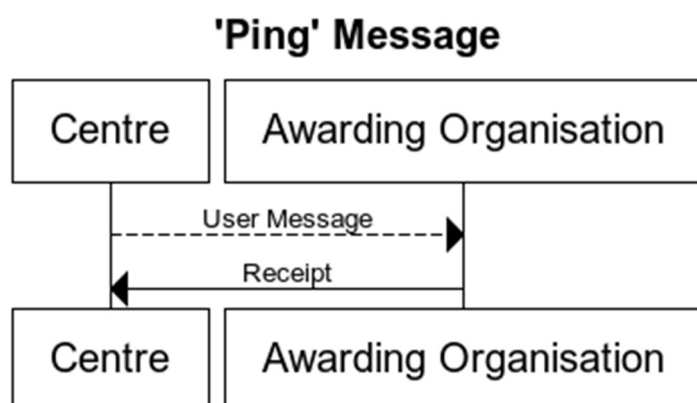 'Ping' Message
Centre
Awarding Organisation
User Message
Receipt
Centre
Awarding Organisation